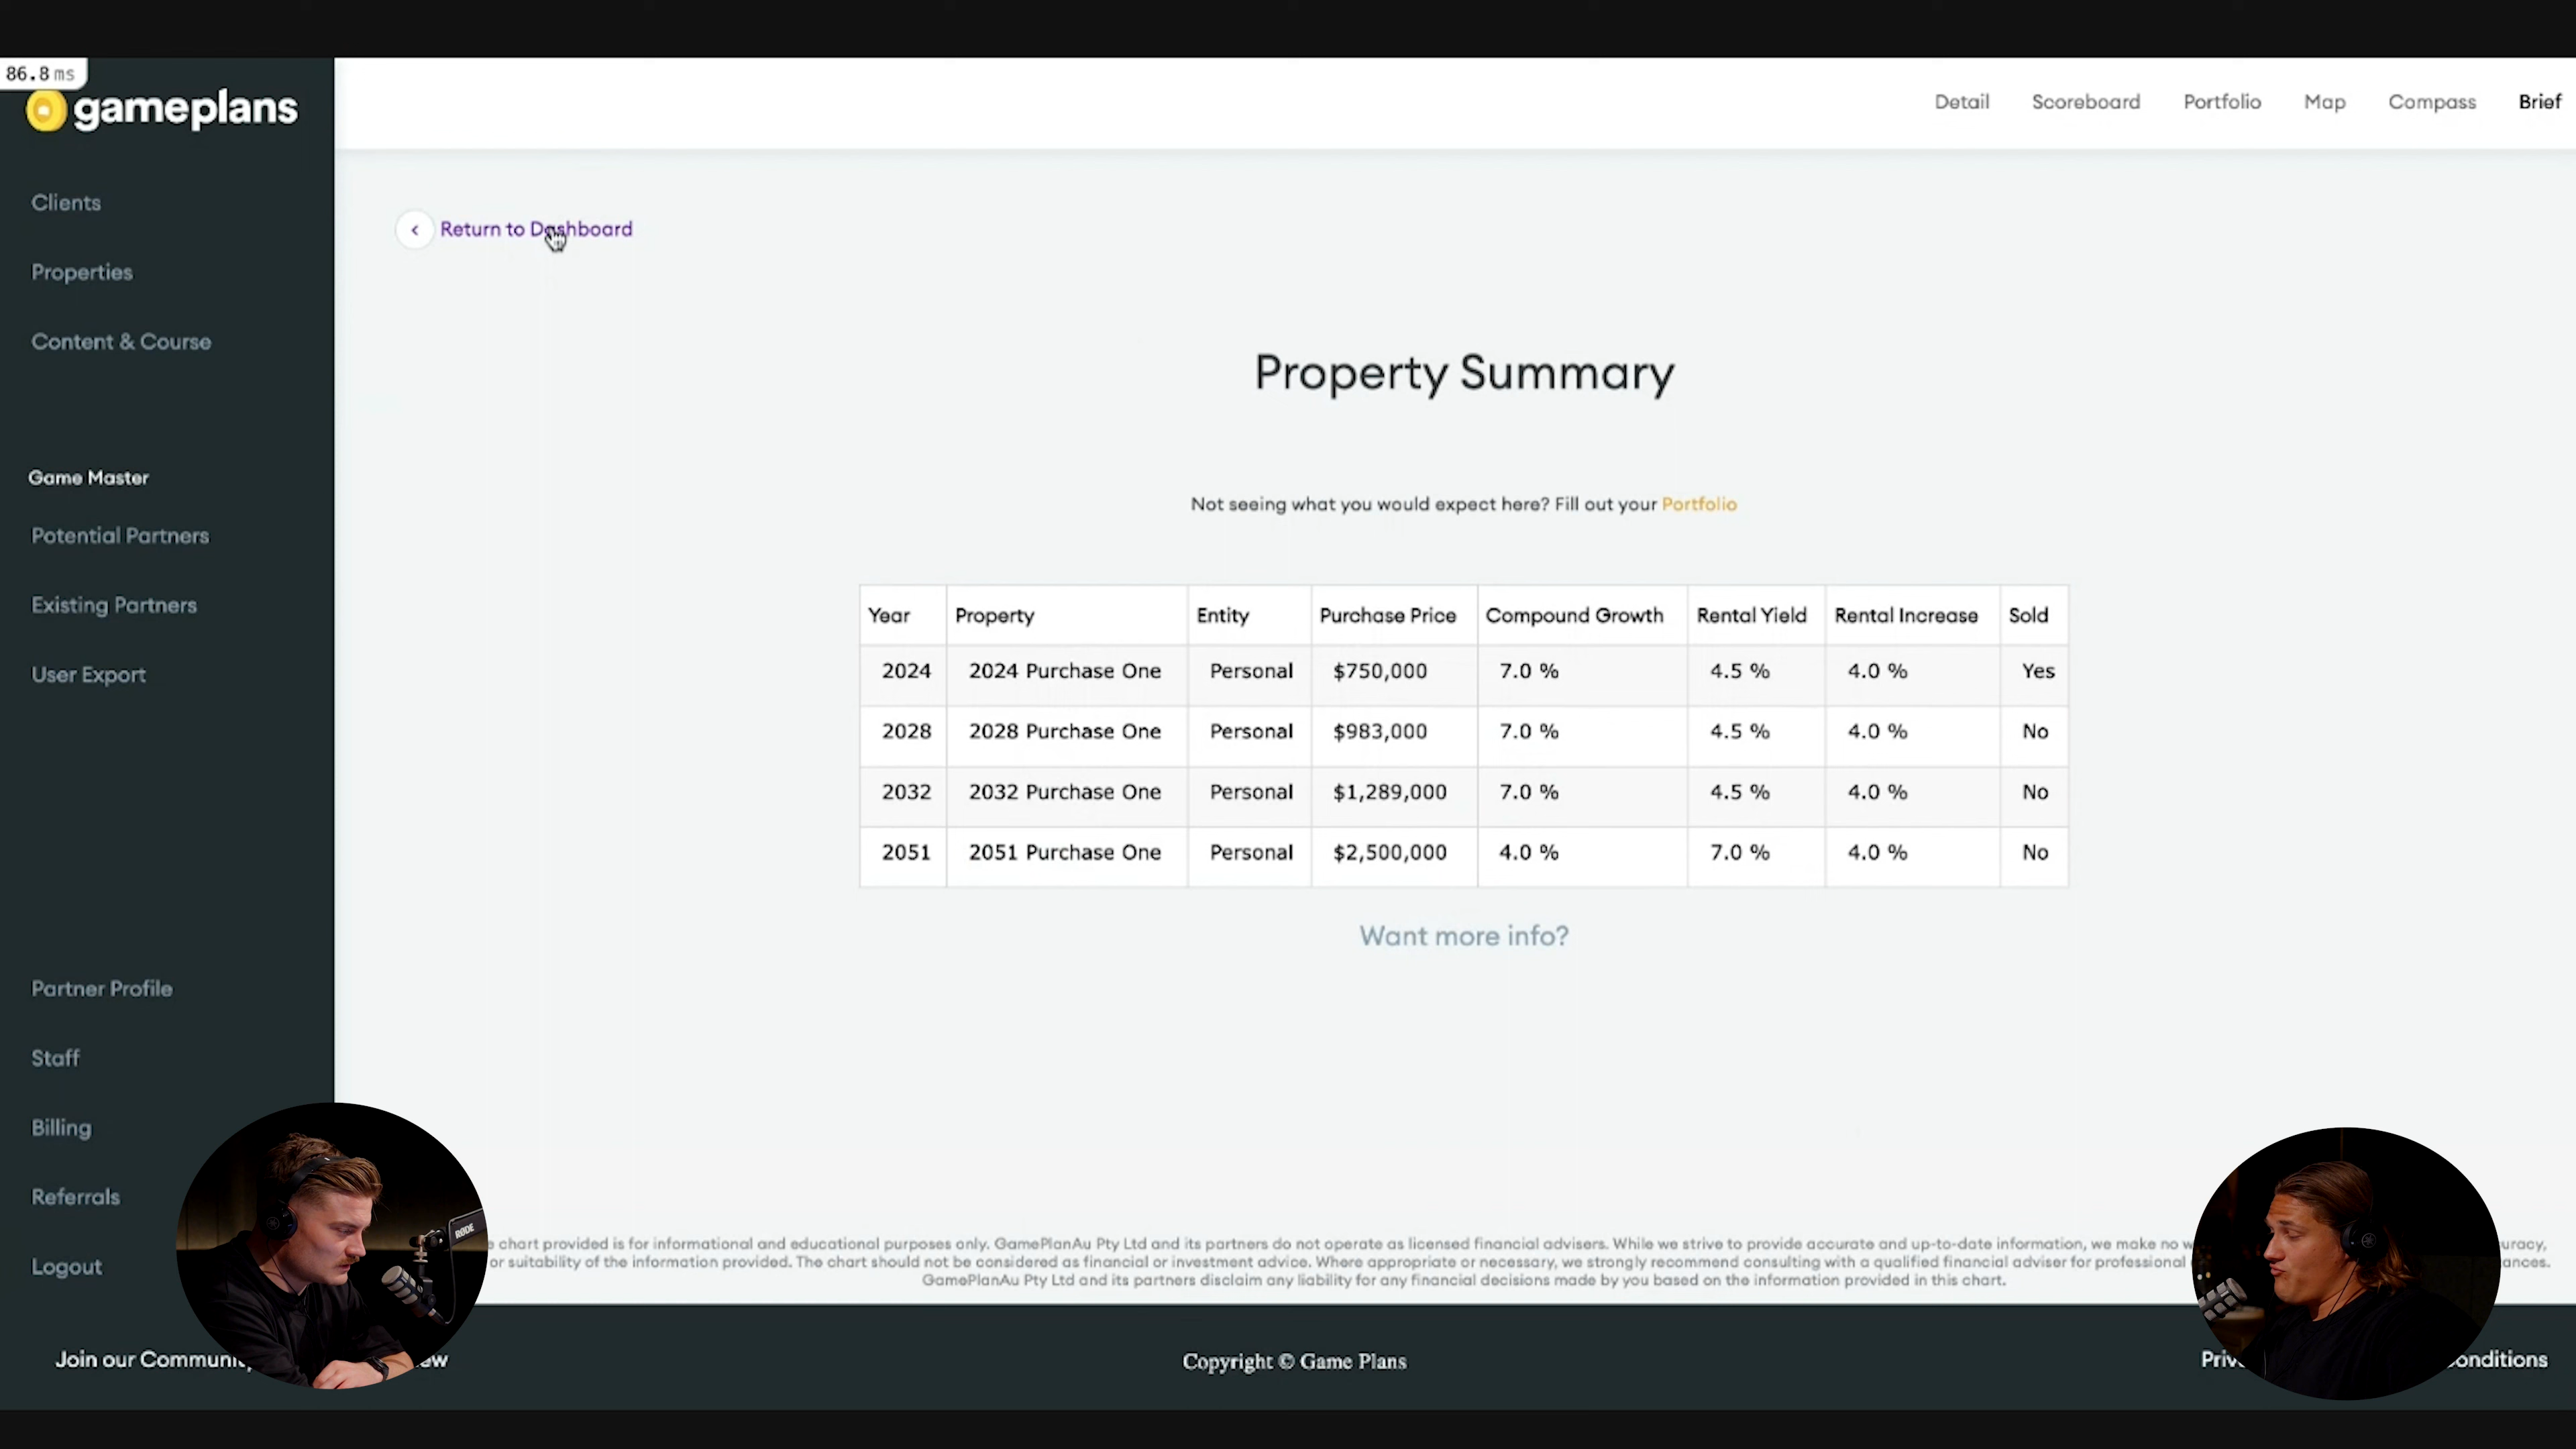 86.8 ms
gameplans
Detail Scoreboard Portfolio Map Compass Brief
Clients
Properties
Content & Course
Game Master
Potential Partners
Existing Partners
User Export
Partner Profile
Staff
Billing
Referrals
Logout
Return to Dashboard
Property Summary
Not seeing what you would expect here? Fill out your Portfolio
Year Property Entity Purchase Price Compound Growth Rental Yield Rental Increase Sold
2024 2024 Purchase One Personal $750,000 7.0 % 4.5 % 4.0 % Yes
2028 2028 Purchase One Personal $983,000 7.0 % 4.5 % 4.0 % No
2032 2032 Purchase One Personal $1,289,000 7.0 % 4.5 % 4.0 % No
2051 2051 Purchase One Personal $2,500,000 4.0 % 7.0 % 4.0 % No
Want more info?
chart provided is for informational and educational purposes only. GamePlanAu Pty Ltd and its partners do not operate as licensed financial advisers. While we strive to provide accurate and up-to-date information, we make no
or suitability of the information provided. The chart should not be considered as financial or investment advice. Where appropriate or necessary, we strongly recommend consulting with a qualified financial adviser for professional
GamePlanAu Pty Ltd and its partners disclaim any liability for any financial decisions made by you based on the information provided in this chart.
RØDE
Join our Community
Copyright © Game Plans